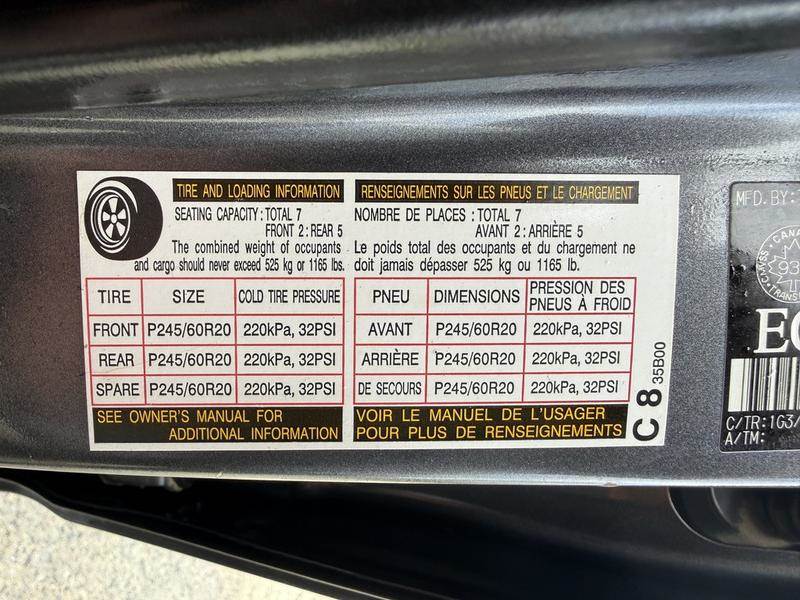 TIRE AND LOADING INFORMATION
SEATING CAPACITY : TOTAL 7
FRONT 2 : REAR 5
The combined weight of occupants
and cargo should never exceed 525 kg or 1165 lbs.
TIRE SIZE COLD TIRE PRESSURE
FRONT P245/60R20 220kPa, 32PSI
REAR P245/60R20 220kPa, 32PSI
SPARE P245/60R20 220kPa, 32PSI
SEE OWNER'S MANUAL FOR
ADDITIONAL INFORMATION
RENSEIGNEMENTS SUR LES PNEUS ET LE CHARGEMENT
NOMBRE DE PLACES : TOTAL 7
AVANT 2 : ARRIÈRE 5
Le poids total des occupants et du chargement ne
doit jamais dépasser 525 kg ou 1165 lb.
PNEU DIMENSIONS PRESSION DES
PNEUS À FROID
AVANT P245/60R20 220kPa, 32PSI
ARRIÈRE P245/60R20 220kPa, 32PSI
DE SECOURS P245/60R20 220kPa, 32PSI
VOIR LE MANUEL DE L'USAGER
POUR PLUS DE RENSEIGNEMENTS
C 8 35B00
MFD. BY:
93
C/TR: 1G3/
A/TM: